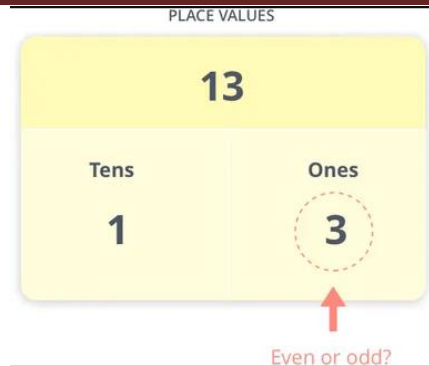 PLACE VALUES
13
Tens Ones
1 3
Even or odd?